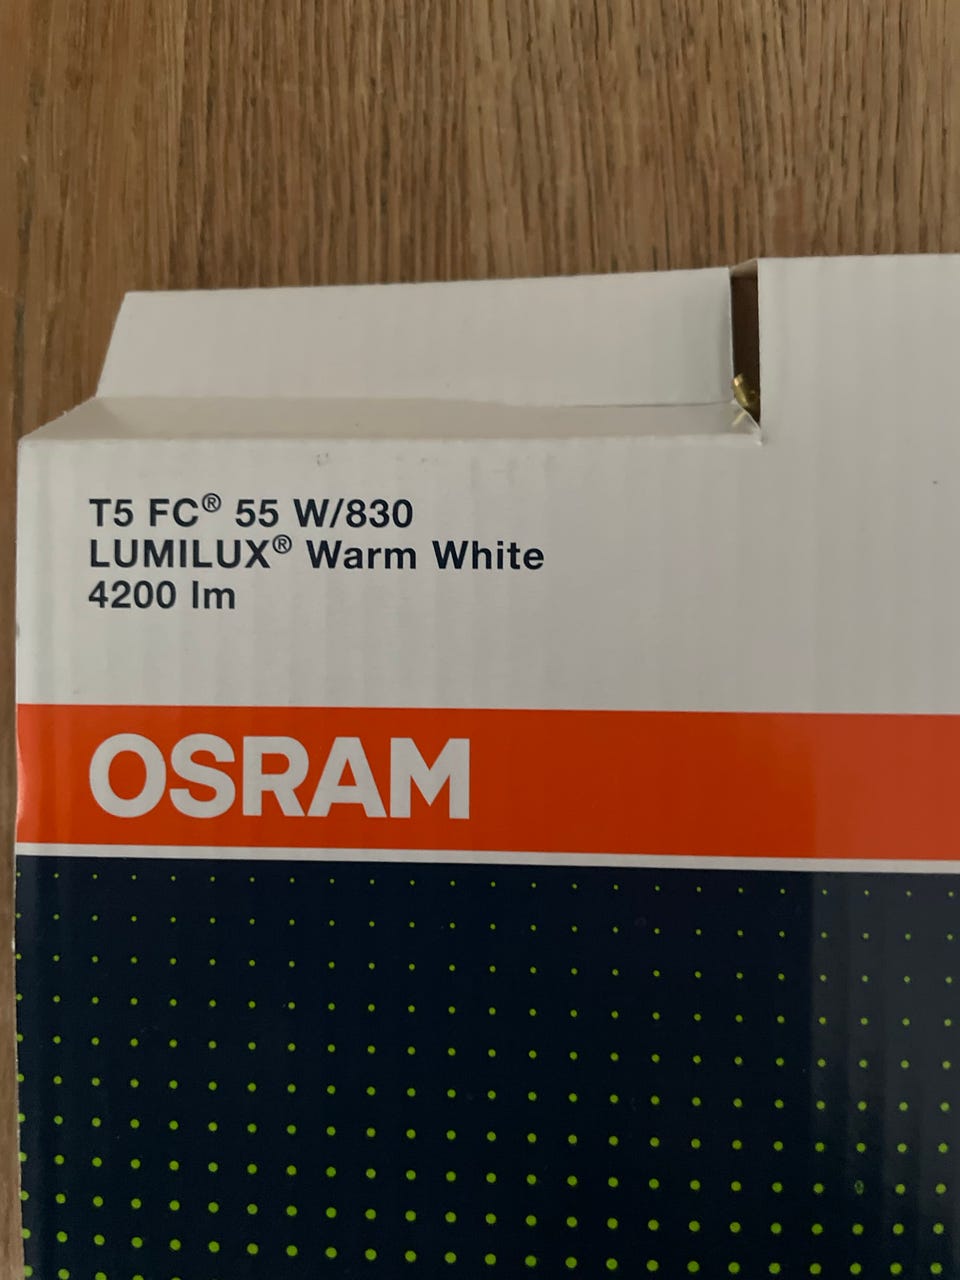 T5 FC® 55 W/830
LUMILUX® Warm White
4200 lm
OSRAM